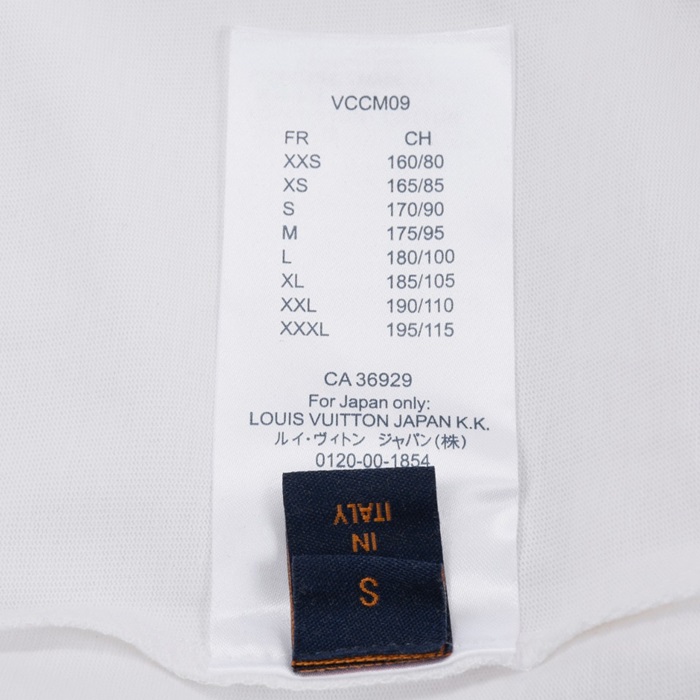 VCCM09
FR CH
XXS 160/80
XS 165/85
S 170/90
M 175/95
L 180/100
XL 185/105
XXL 190/110
XXXL 195/115
CA 36929
For Japan only:
LOUIS VUITTON JAPAN K.K.
ルイ・ヴィトン ジャパン(株)
0120-00-1854
IN
ITALY
S